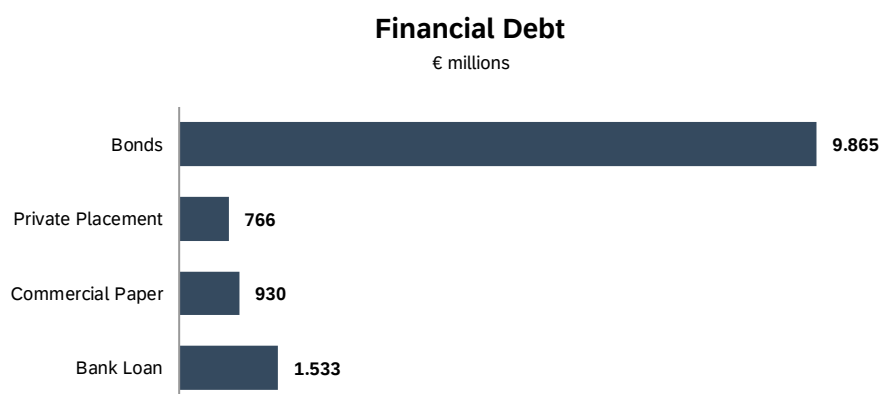 Financial Debt
€ millions
Bonds 9.865
Private Placement 766
Commercial Paper 930
Bank Loan 1.533